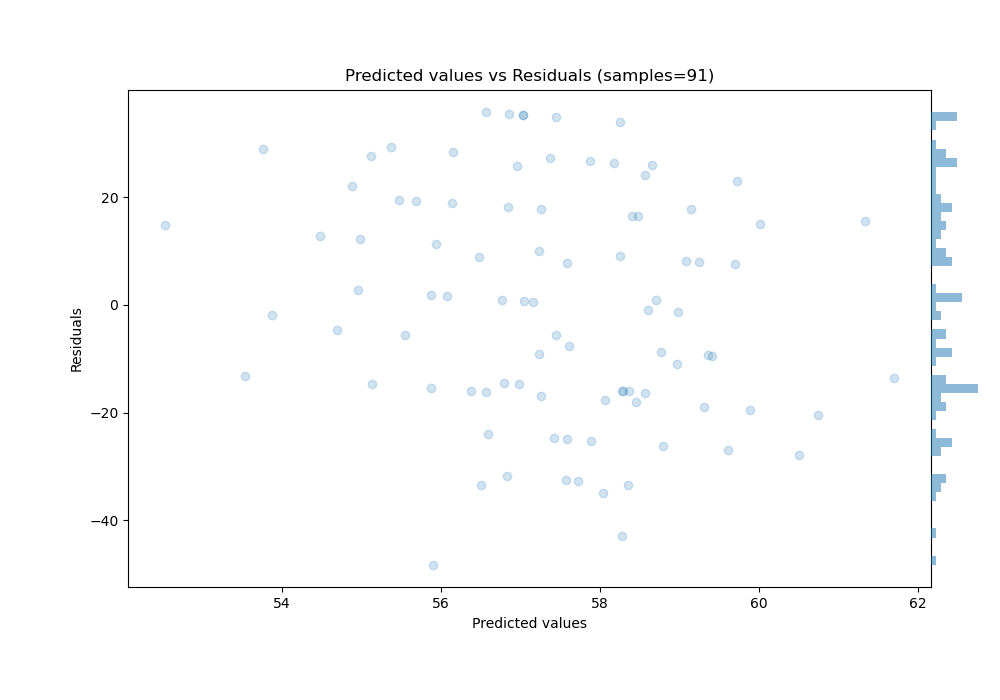 Predicted values vs Residuals (samples=91)
20
0
−20
−40
Residuals
54 56 58 60 62
Predicted values